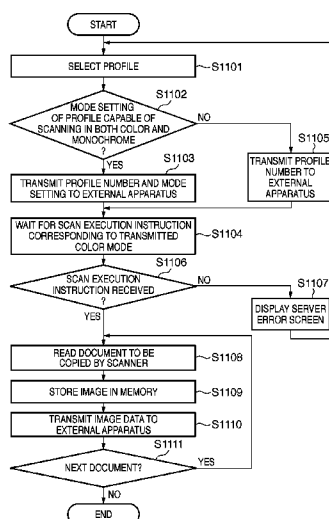 START
SELECT PROFILE
S1101
S1102
MODE SETTING
OF PROFILE CAPABLE OF
SCANNING IN BOTH COLOR AND
MONOCHROME
?
NO
YES
S1103
TRANSMIT PROFILE NUMBER AND MODE
SETTING TO EXTERNAL APPARATUS
S1105
TRANSMIT PROFILE
NUMBER TO
EXTERNAL
APPARATUS
WAIT FOR SCAN EXECUTION INSTRUCTION
CORRESPONDING TO TRANSMITTED
COLOR MODE
S1104
S1106
SCAN EXECUTION
INSTRUCTION RECEIVED
?
NO
YES
S1107
DISPLAY SERVER
ERROR SCREEN
READ DOCUMENT TO BE
COPIED BY SCANNER
S1108
STORE IMAGE IN MEMORY
S1109
TRANSMIT IMAGE DATA TO
EXTERNAL APPARATUS
S1110
S1111
NEXT DOCUMENT?
YES
NO
END